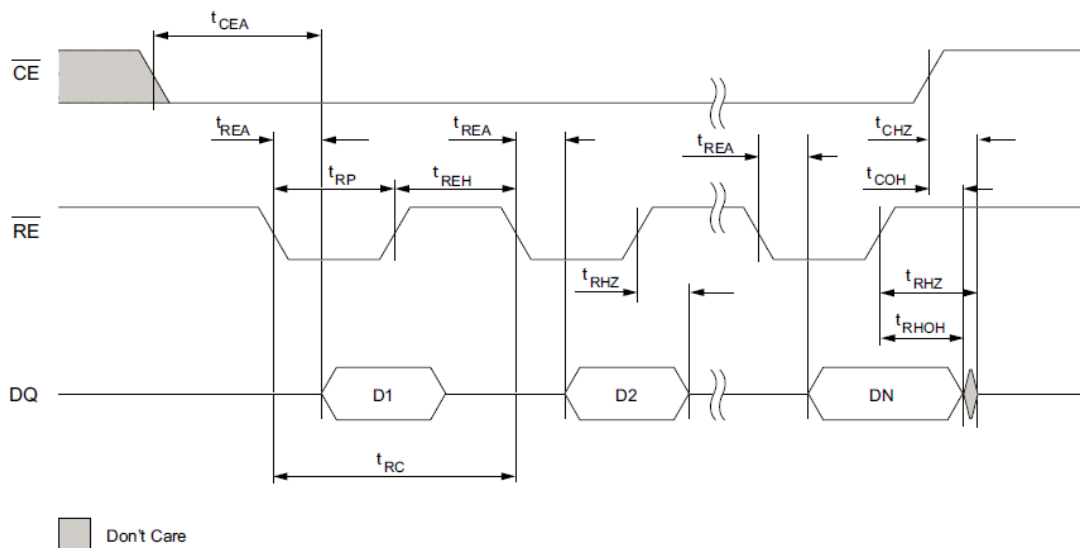 tCEA
CE
tREA
tREA
tREA
tCHZ
tRP
tREH
tCOH
RE
tRHZ
tRHZ
tRHOH
DQ
D1
D2
DN
tRC
Don't Care